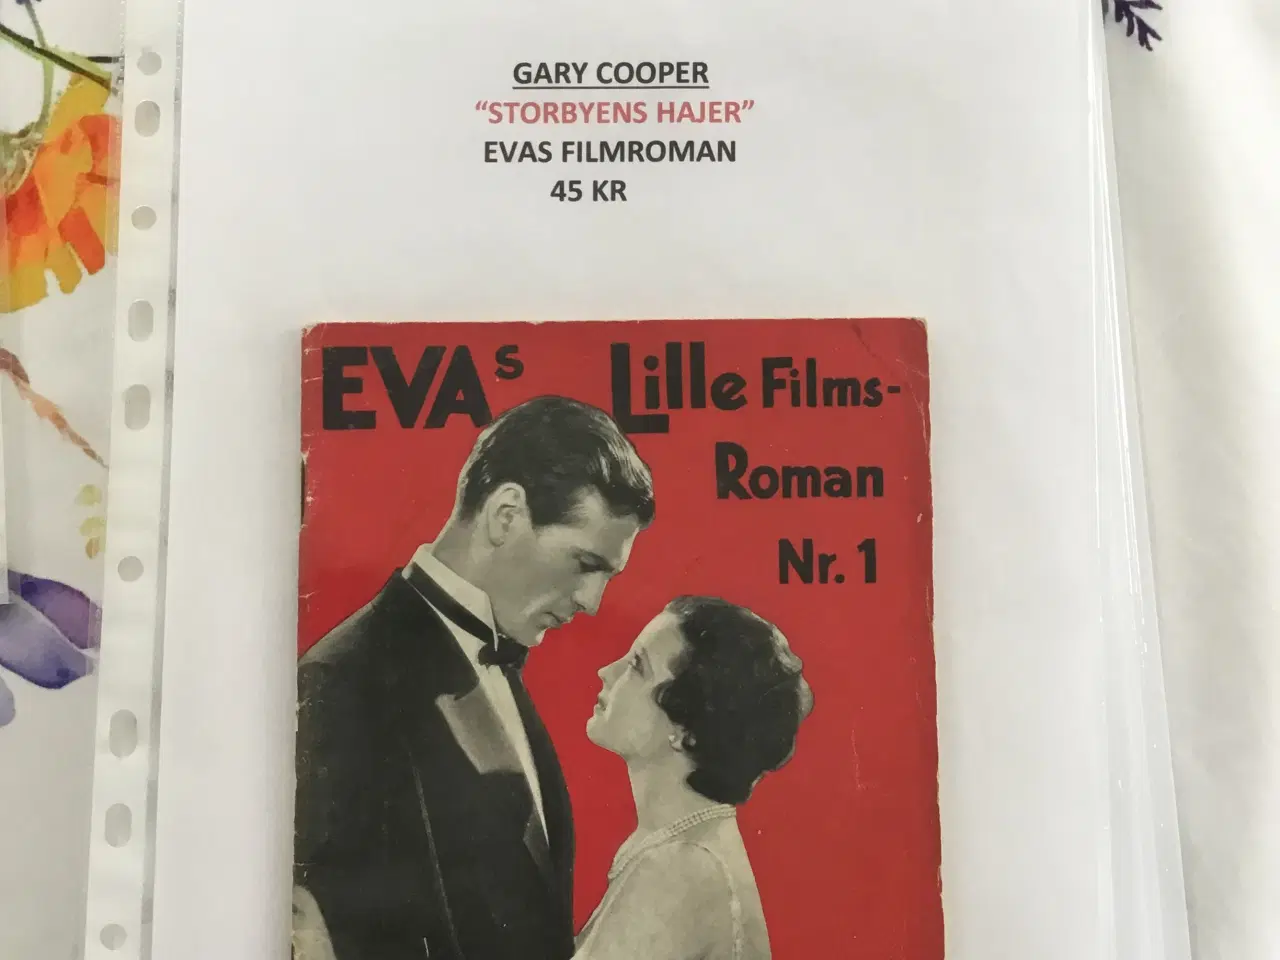 GARY COOPER
“STORBYENS HAJER”
EVAS FILMROMAN
45 KR
EVAs Lille Films-
Roman
Nr. 1